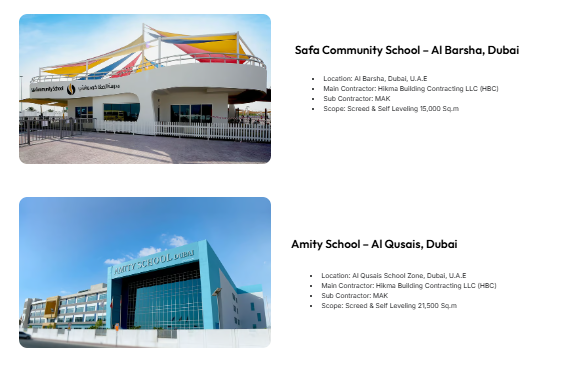 Safa Community School – Al Barsha, Dubai
Location: Al Barsha, Dubai, U.A.E
Main Contractor: Hikma Building Contracting LLC (HBC)
Sub Contractor: MAK
Scope: Screed & Self Leveling 15,000 Sq.m
AMITY SCHOOL DUBAI
Amity School – Al Qusais, Dubai
Location: Al Qusais School Zone, Dubai, U.A.E
Main Contractor: Hikma Building Contracting LLC (HBC)
Sub Contractor: MAK
Scope: Screed & Self Leveling 21,500 Sq.m